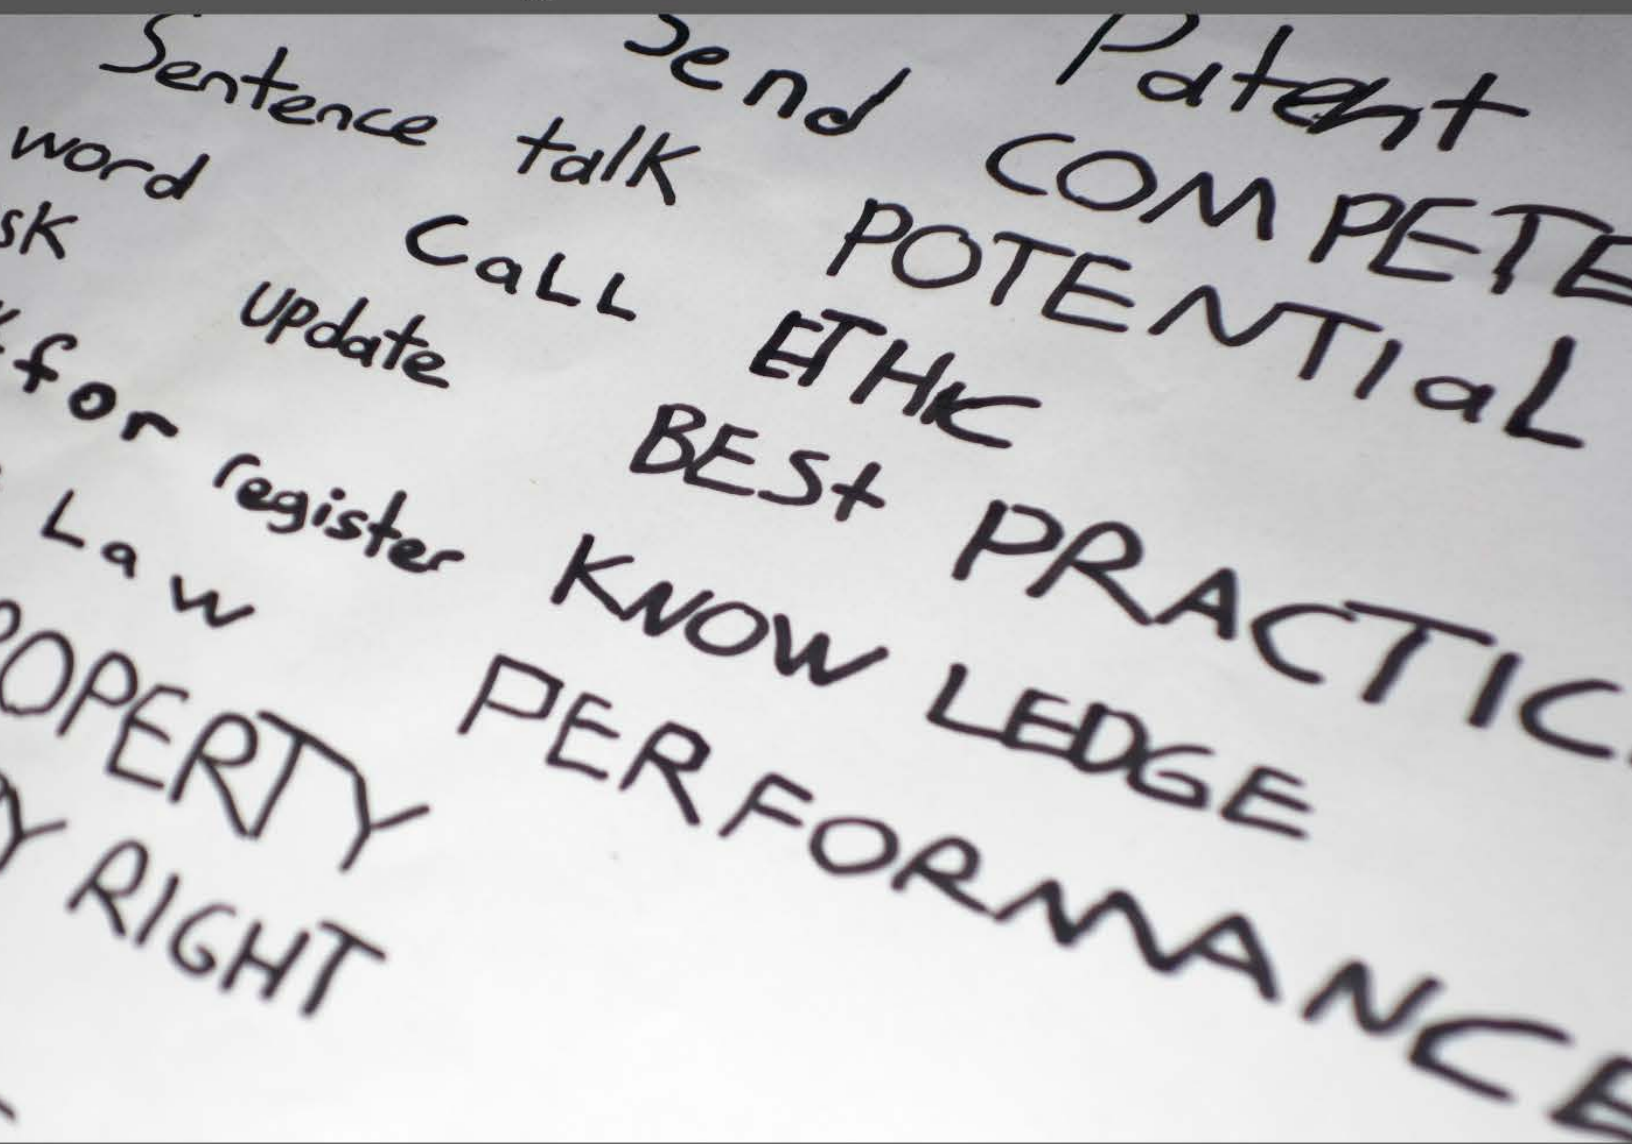 Sentence Send Patent
word talK COMPETE
sK CaLL POTENTIaL
for update ETHIC
register BESt PRACTIC
Law KNOW LEDGE
OPERTY PERFORMANCE
Y RIGHT